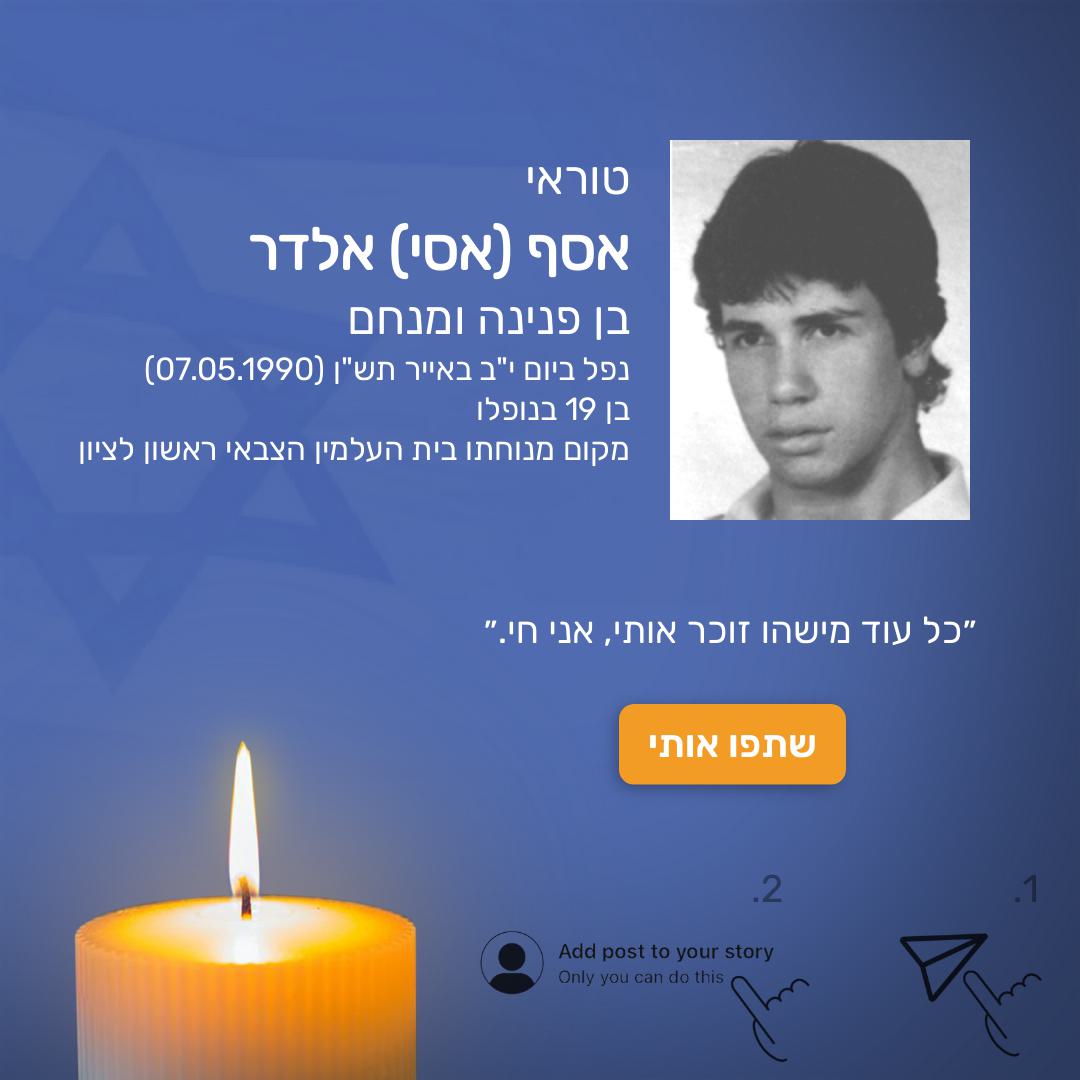 טוראי
אסף (אסי) אלדר
בן פנינה ומנחם
נפל ביום י"ב באייר תש"ן (07.05.1990)
בן 19 בנופלו
מקום מנוחתו בית העלמין הצבאי ראשון לציון
״כל עוד מישהו זוכר אותי, אני חי.״
שתפו אותי
1.
2.
Add post to your story
Only you can do this